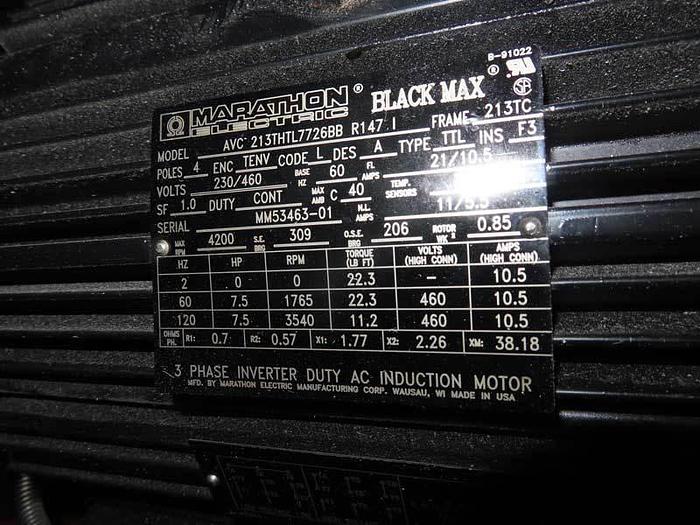 B-91022
MARATHON ® BLACK MAX ®
ELECTRIC
MODEL AVC 213THTL7726BB R147 I FRAME 213TC
POLES 4 ENC TENV CODE L DES A TYPE TTL INS F3
VOLTS 230/460 BASE HZ 60 FL AMPS 21/10.5
SF 1.0 DUTY CONT MAX AMB C 40 TEMP. SENSORS
SERIAL MM53463-01 N.L. AMPS 11/5.5
MAX RPM 4200 S.E. BRG 309 O.S.E. BRG 206 ROTOR WK² 0.85
HZ HP RPM TORQUE (LB FT) VOLTS (HIGH CONN) AMPS (HIGH CONN)
2 0 0 22.3 – 10.5
60 7.5 1765 22.3 460 10.5
120 7.5 3540 11.2 460 10.5
OHMS PH. R1: 0.7 R2: 0.57 X1: 1.77 X2: 2.26 XM: 38.18
3 PHASE INVERTER DUTY AC INDUCTION MOTOR
MFD. BY MARATHON ELECTRIC MANUFACTURING CORP. WAUSAU, WI MADE IN USA